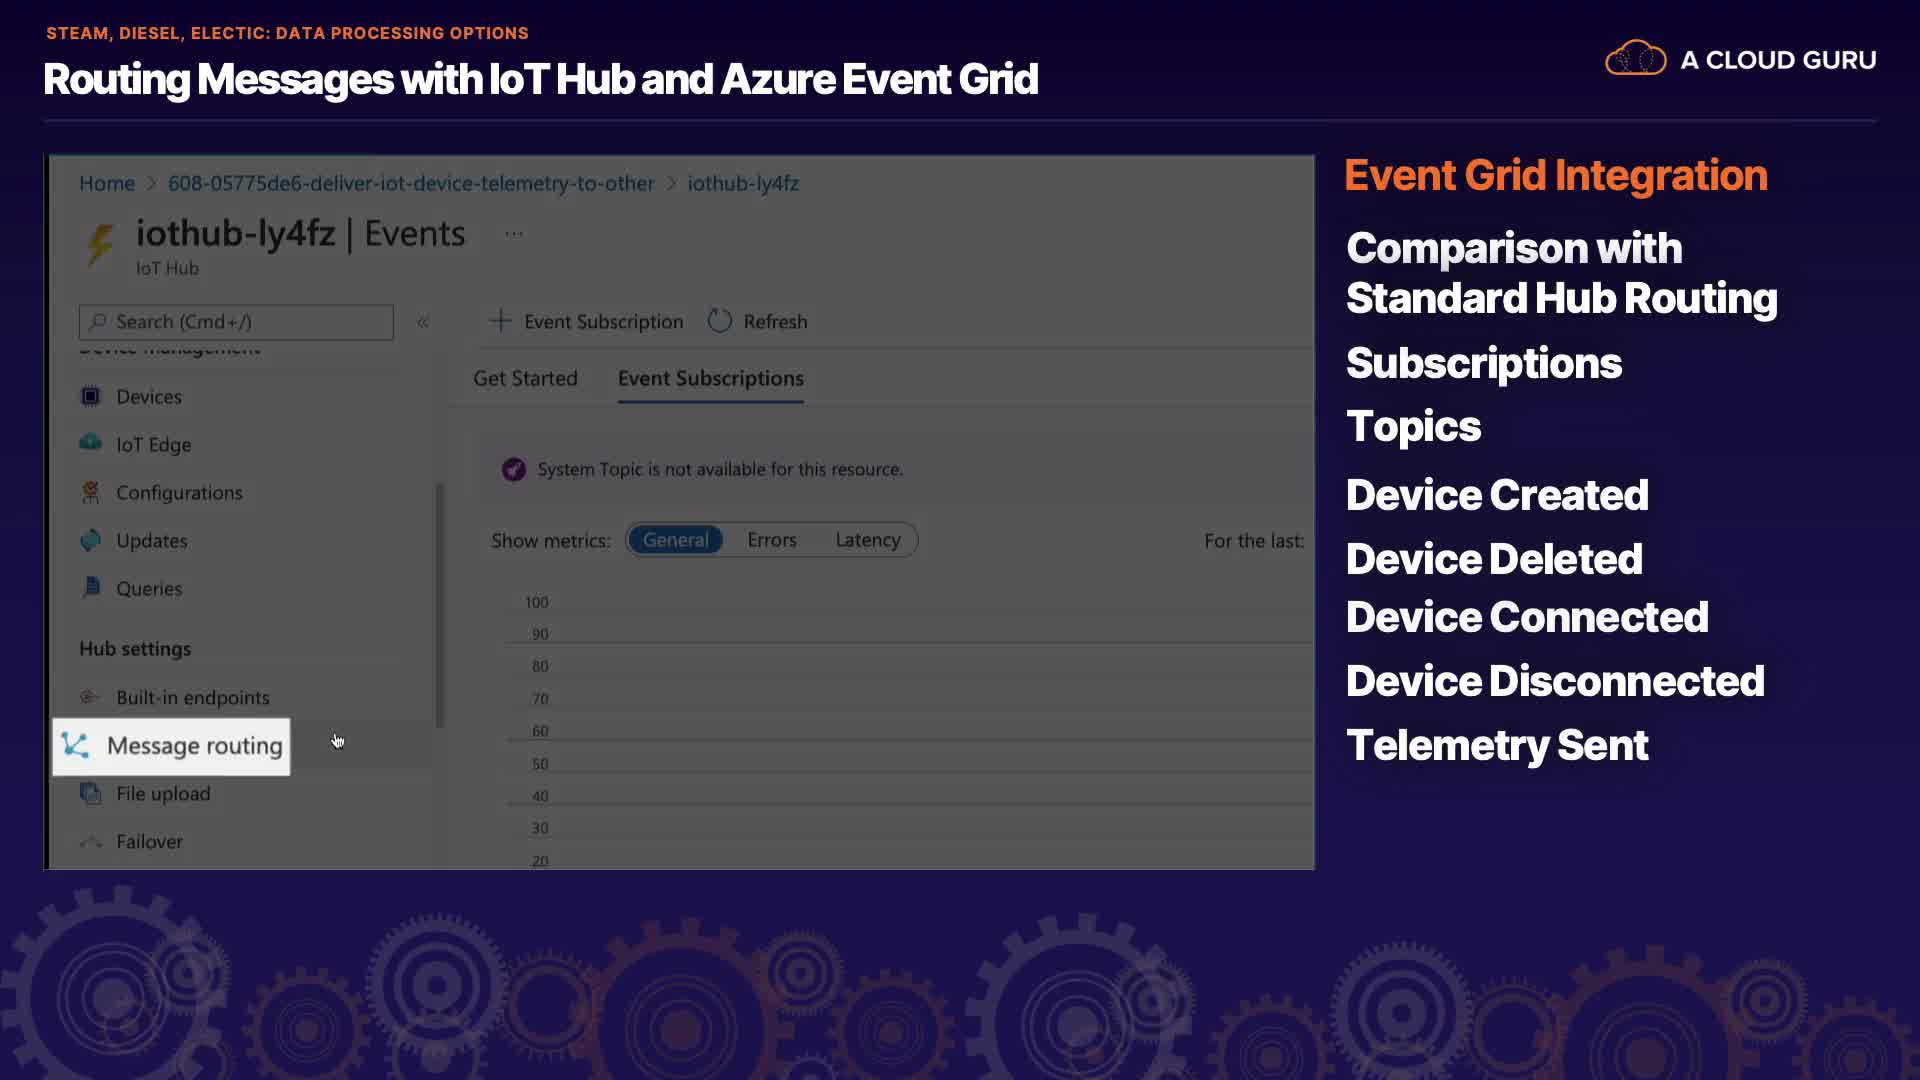 STEAM, DIESEL, ELECTIC: DATA PROCESSING OPTIONS
Routing Messages with IoT Hub and Azure Event Grid
A CLOUD GURU
Home > 608-05775de6-deliver-iot-device-telemetry-to-other > iothub-ly4fz
iothub-ly4fz | Events ...
IoT Hub
Search (Cmd+/) «
Device management
Devices
IoT Edge
Configurations
Updates
Queries
Hub settings
Built-in endpoints
Message routing
File upload
Failover
+ Event Subscription Refresh
Get Started Event Subscriptions
System Topic is not available for this resource.
Show metrics: General Errors Latency For the last:
100
90
80
70
60
50
40
30
20
Event Grid Integration
Comparison with
Standard Hub Routing
Subscriptions
Topics
Device Created
Device Deleted
Device Connected
Device Disconnected
Telemetry Sent